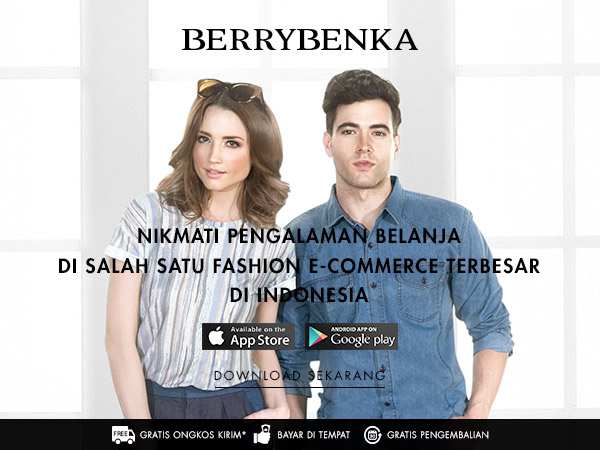 BERRYBENKA
NIKMATI PENGALAMAN BELANJA
DI SALAH SATU FASHION E-COMMERCE TERBESAR
DI INDONESIA
Available on the
App Store
ANDROID APP ON
Google play
DOWNLOAD SEKARANG
FREE GRATIS ONGKOS KIRIM* BAYAR DI TEMPAT GRATIS PENGEMBALIAN